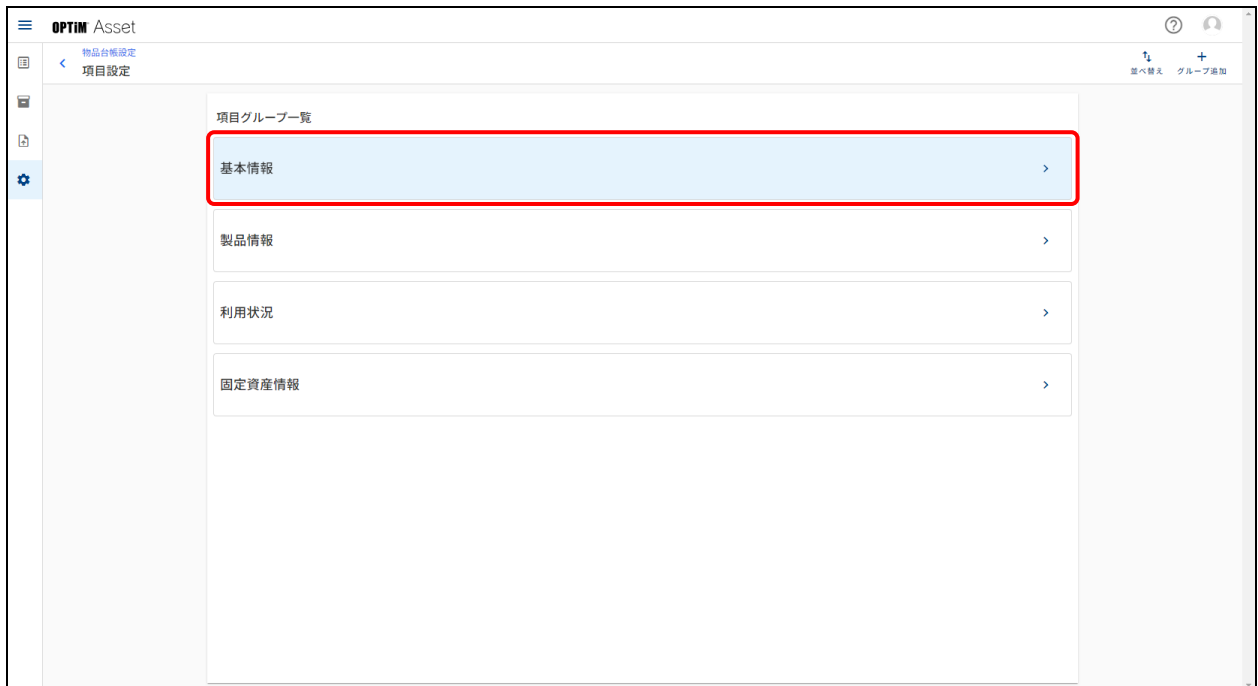 OPTiM Asset
物品台帳設定
項目設定
並べ替え
グループ追加
項目グループ一覧
基本情報
製品情報
利用状況
固定資産情報